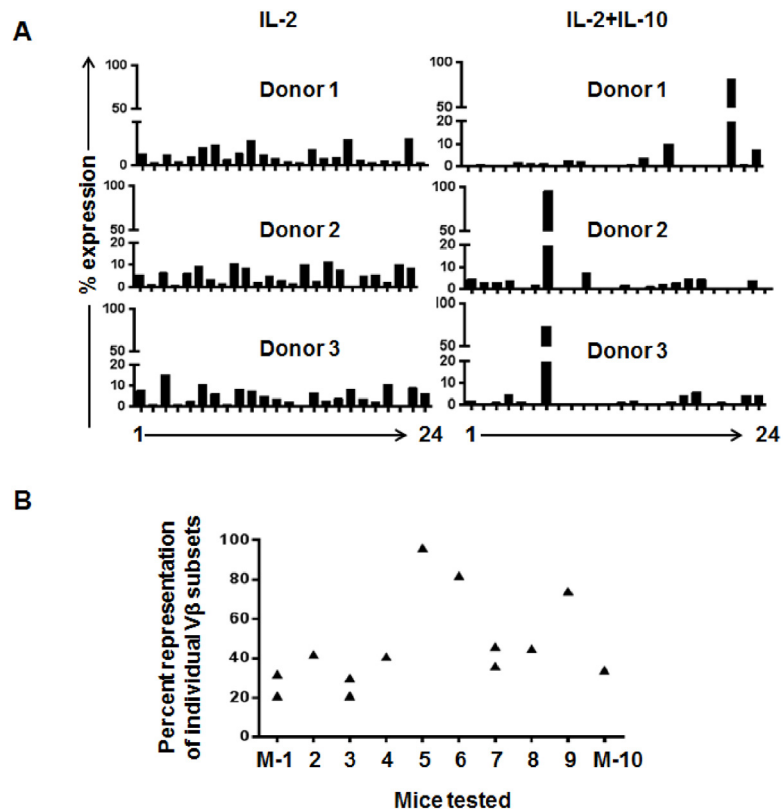 A
IL-2
IL-2+IL-10
% expression
100
50
0
Donor 1
100
50
20
10
0
Donor 1
100
50
20
10
0
Donor 2
100
50
20
10
0
Donor 2
100
50
20
10
0
Donor 3
100
50
20
10
0
Donor 3
1
24
1
24
B
Percent representation
of individual Vβ subsets
100
80
60
40
20
0
M-1 2 3 4 5 6 7 8 9 M-10
Mice tested